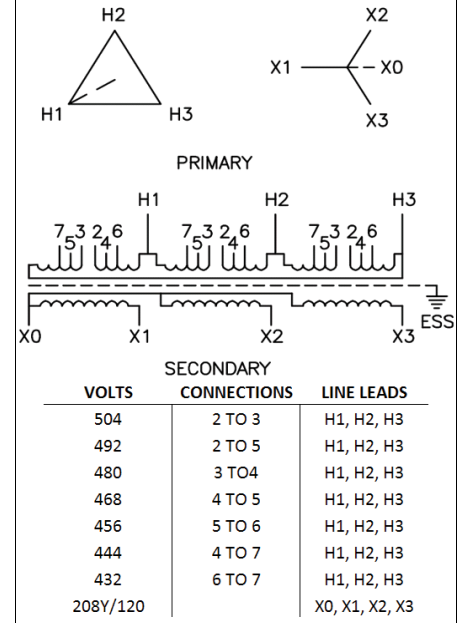 H2
X2
X1
X0
H1
H3
X3
PRIMARY
H1 H2 H3
7 5 3 2 4 6 7 5 3 2 4 6 7 5 3 2 4 6
ESS
X0 X1 X2 X3
SECONDARY
VOLTS CONNECTIONS LINE LEADS
504 2 TO 3 H1, H2, H3
492 2 TO 5 H1, H2, H3
480 3 TO4 H1, H2, H3
468 4 TO 5 H1, H2, H3
456 5 TO 6 H1, H2, H3
444 4 TO 7 H1, H2, H3
432 6 TO 7 H1, H2, H3
208Y/120 X0, X1, X2, X3